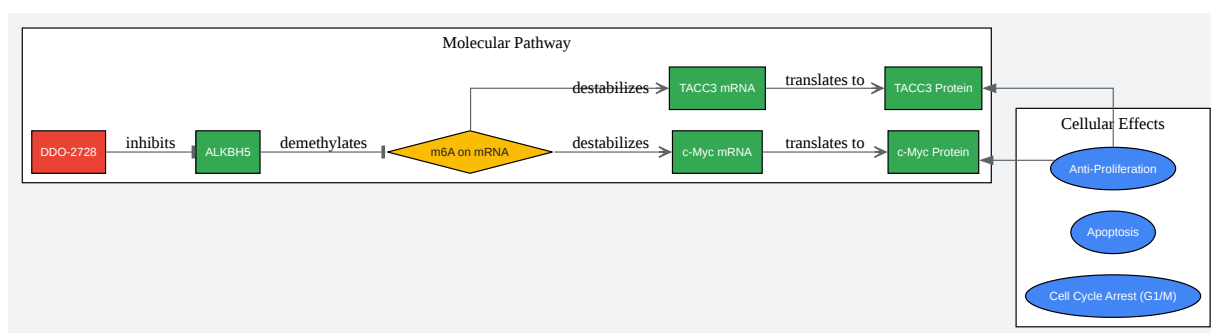 Molecular Pathway
destabilizes
TACC3 mRNA
translates to
TACC3 Protein
Cellular Effects
DDO-2728
inhibits
ALKBH5
demethylates
m6A on mRNA
destabilizes
c-Myc mRNA
translates to
c-Myc Protein
Anti-Proliferation
Apoptosis
Cell Cycle Arrest (G1/M)